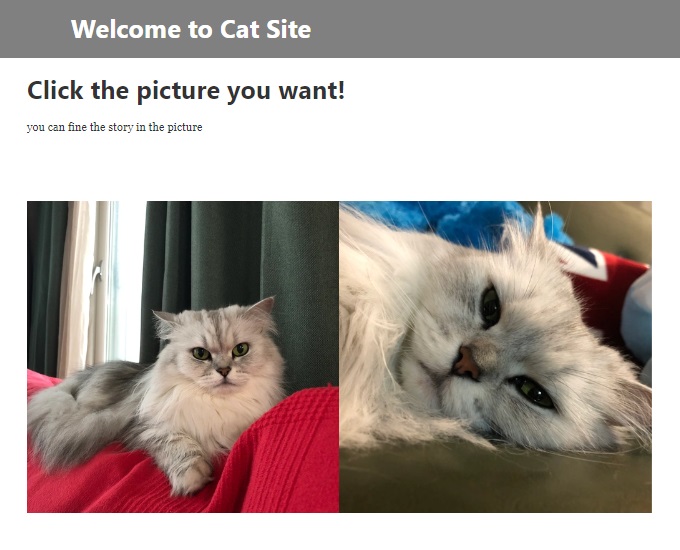 Welcome to Cat Site
Click the picture you want!
you can fine the story in the picture